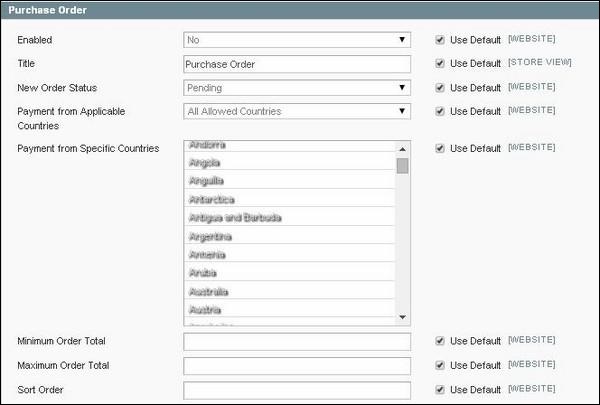 Purchase Order
Enabled No Use Default [WEBSITE]
Title Purchase Order Use Default [STORE VIEW]
New Order Status Pending Use Default [WEBSITE]
Payment from Applicable Countries All Allowed Countries Use Default [WEBSITE]
Payment from Specific Countries Use Default [WEBSITE]
Andorra
Angola
Anguilla
Antarctica
Antigua and Barbuda
Argentina
Armenia
Aruba
Australia
Austria
Minimum Order Total Use Default [WEBSITE]
Maximum Order Total Use Default [WEBSITE]
Sort Order Use Default [WEBSITE]